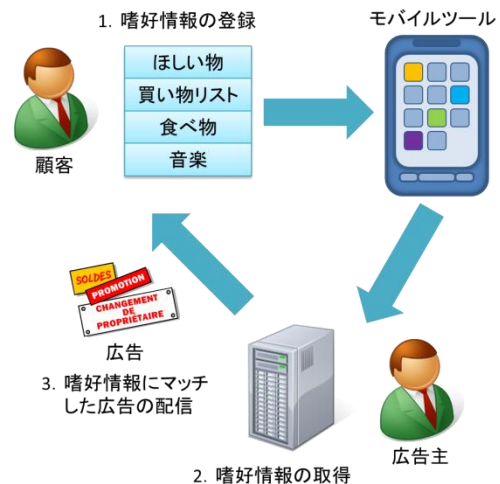 1. 嗜好情報の登録
モバイルツール
ほしい物
買い物リスト
食べ物
音楽
顧客
SOLDES
PROMOTION
CHANGEMENT
DE
PROPRIÉTAIRE
広告
3. 嗜好情報にマッチ
した広告の配信
広告主
2. 嗜好情報の取得